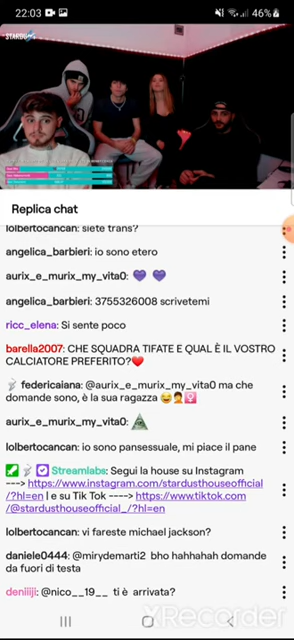 22:03
46%
STARDUST
Replica chat
lolbertocancan: siete trans?
angelica_barbieri: io sono etero
aurix_e_murix_my_vita0: 💜 💜
angelica_barbieri: 3755326008 scrivetemi
ricc_elena: Si sente poco
barella2007: CHE SQUADRA TIFATE E QUAL È IL VOSTRO
CALCIATORE PREFERITO?❤️
federicaiana: @aurix_e_murix_my_vita0 ma che
domande sono, è la sua ragazza 😂🤦♀️
aurix_e_murix_my_vita0:
lolbertocancan: io sono pansessuale, mi piace il pane
Streamlabs: Segui la house su Instagram
---> https://www.instagram.com/stardusthouseofficial
/?hl=en | e su Tik Tok ----> https://www.tiktok.com
/@stardusthouseofficial_/?hl=en
lolbertocancan: vi fareste michael jackson?
daniele0444: @mirydemarti2 bho hahhahah domande
da fuori di testa
deniiiji: @nico__19__ ti è arrivata?
XRecorder